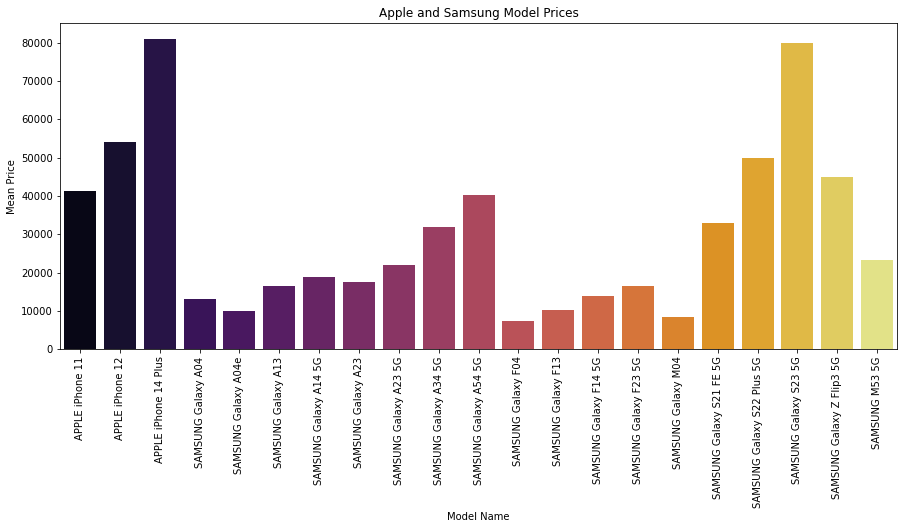 Apple and Samsung Model Prices
Mean Price
80000
70000
60000
50000
40000
30000
20000
10000
0
APPLE iPhone 11
APPLE iPhone 12
APPLE iPhone 14 Plus
SAMSUNG Galaxy A04
SAMSUNG Galaxy A04e
SAMSUNG Galaxy A13
SAMSUNG Galaxy A14 5G
SAMSUNG Galaxy A23
SAMSUNG Galaxy A23 5G
SAMSUNG Galaxy A34 5G
SAMSUNG Galaxy A54 5G
SAMSUNG Galaxy F04
SAMSUNG Galaxy F13
SAMSUNG Galaxy F14 5G
SAMSUNG Galaxy F23 5G
SAMSUNG Galaxy M04
SAMSUNG Galaxy S21 FE 5G
SAMSUNG Galaxy S22 Plus 5G
SAMSUNG Galaxy S23 5G
SAMSUNG Galaxy Z Flip3 5G
SAMSUNG M53 5G
Model Name